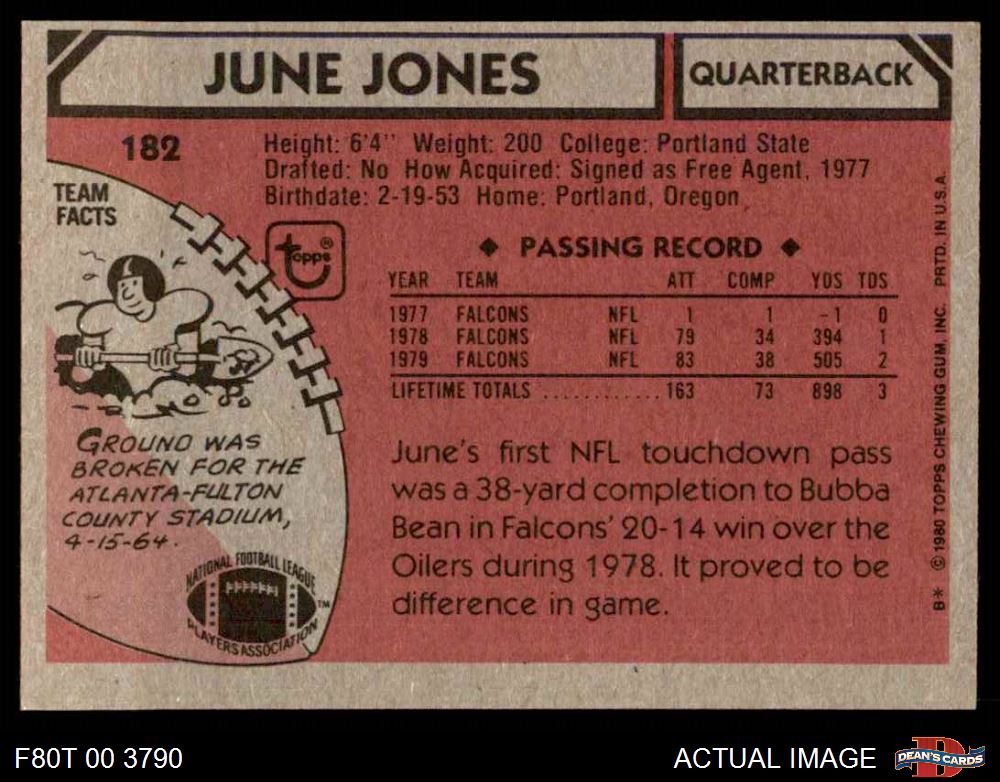 JUNE JONES
QUARTERBACK
182
Height: 6'4" Weight: 200 College: Portland State
Drafted: No How Acquired: Signed as Free Agent, 1977
Birthdate: 2-19-53 Home: Portland, Oregon
TEAM
FACTS
topps®
◆ PASSING RECORD ◆
YEAR TEAM ATT COMP YDS TDS
1977 FALCONS NFL 1 1 -1 0
1978 FALCONS NFL 79 34 394 1
1979 FALCONS NFL 83 38 505 2
LIFETIME TOTALS ............ 163 73 898 3
GROUND WAS
BROKEN FOR THE
ATLANTA-FULTON
COUNTY STADIUM,
4-15-64.
June's first NFL touchdown pass
was a 38-yard completion to Bubba
Bean in Falcons' 20-14 win over the
Oilers during 1978. It proved to be
difference in game.
NATIONAL FOOTBALL LEAGUE
PLAYERS ASSOCIATION
TM
B* © 1980 TOPPS CHEWING GUM, INC. PRTD. IN U.S.A.
F80T 00 3790
ACTUAL IMAGE
D
DEAN'S CARDS